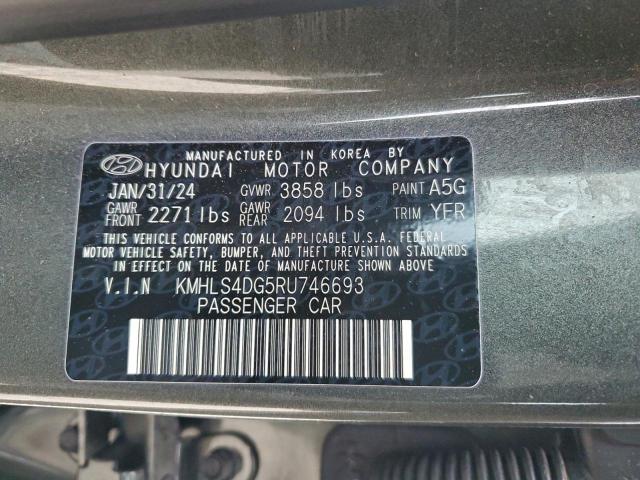 MANUFACTURED IN KOREA BY
HYUNDAI MOTOR COMPANY
JAN/31/24 GVWR 3858 lbs PAINT A5G
GAWR FRONT 2271 lbs GAWR REAR 2094 lbs TRIM YFR
THIS VEHICLE CONFORMS TO ALL APPLICABLE U.S.A. FEDERAL
MOTOR VEHICLE SAFETY, BUMPER, AND THEFT PREVENTION STANDARDS
IN EFFECT ON THE DATE OF MANUFACTURE SHOWN ABOVE.
V.I.N KMHLS4DG5RU746693
PASSENGER CAR